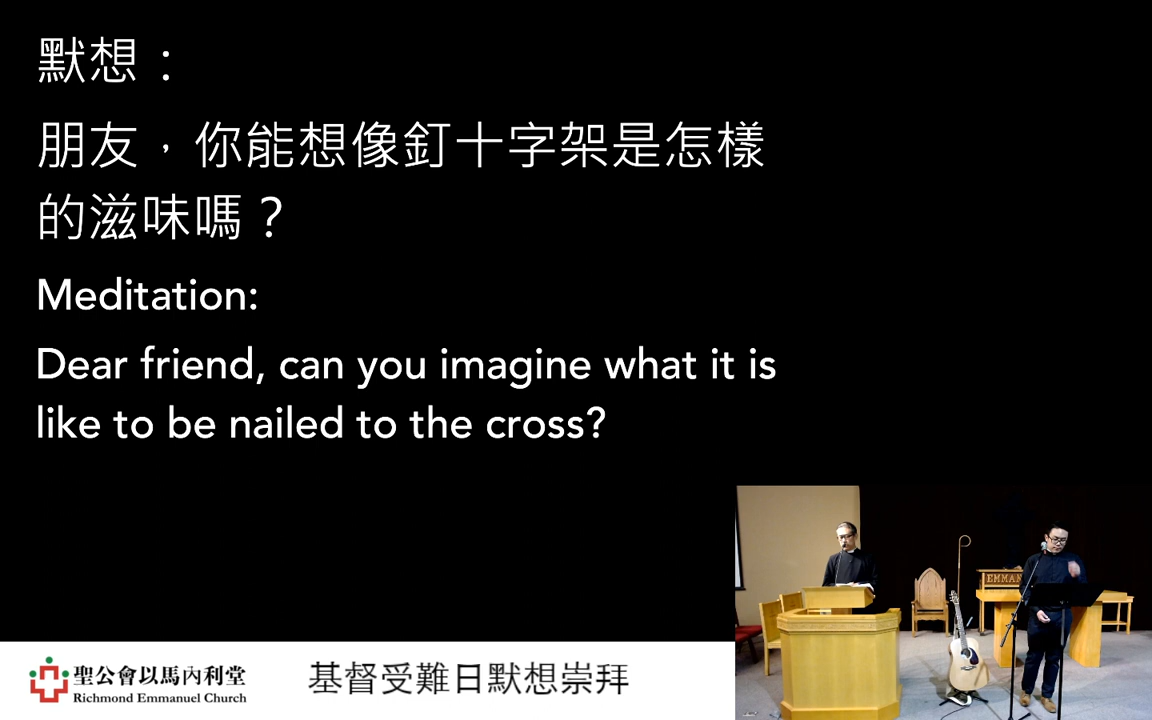 默想：
朋友，你能想像釘十字架是怎樣
的滋味嗎？
Meditation:
Dear friend, can you imagine what it is
like to be nailed to the cross?
EMMAN
聖公會以馬內利堂
Richmond Emmanuel Church
基督受難日默想崇拜